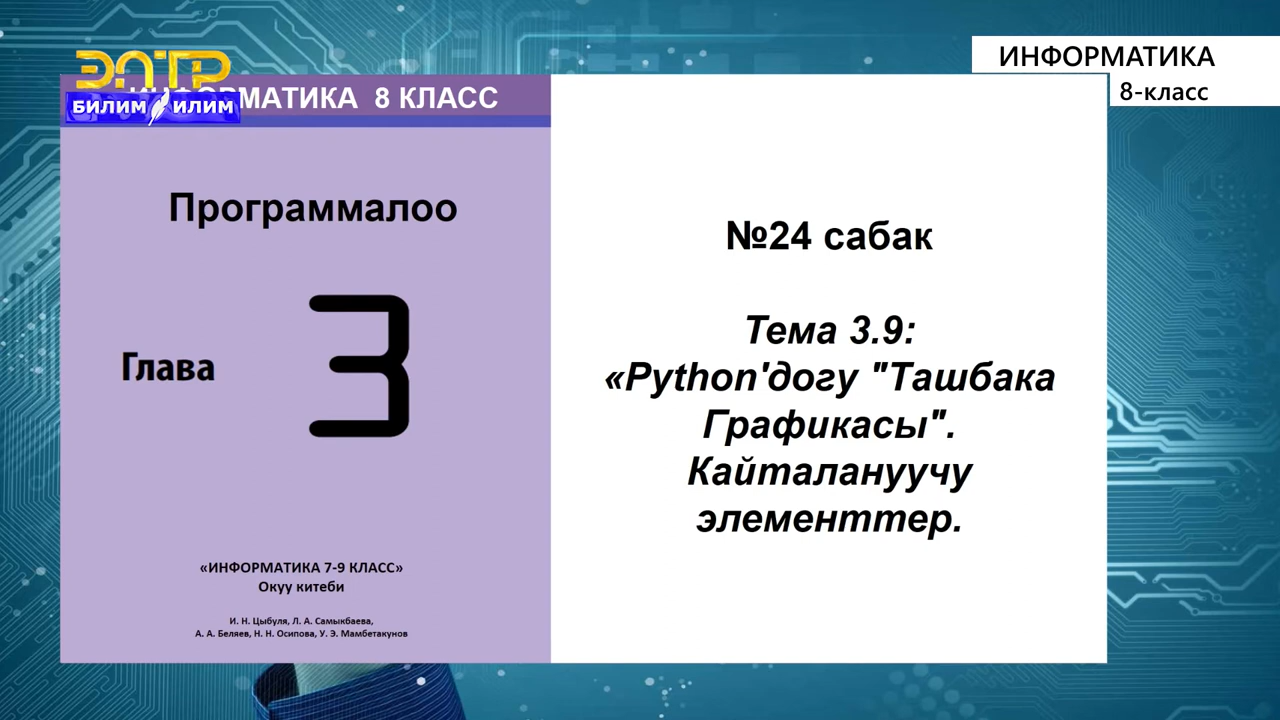 ЭЛТР
БИЛИМ ИЛИМ
ИНФОРМАТИКА 8 КЛАСС
ИНФОРМАТИКА
8-класс
Программалоо
Глава 3
«ИНФОРМАТИКА 7-9 КЛАСС»
Окуу китеби
И. Н. Цыбуля, Л. А. Самыкбаева,
А. А. Беляев, Н. Н. Осипова, У. Э. Мамбетакунов
№24 сабак
Тема 3.9:
«Python'догу "Ташбака
Графикасы".
Кайталануучу
элементтер.